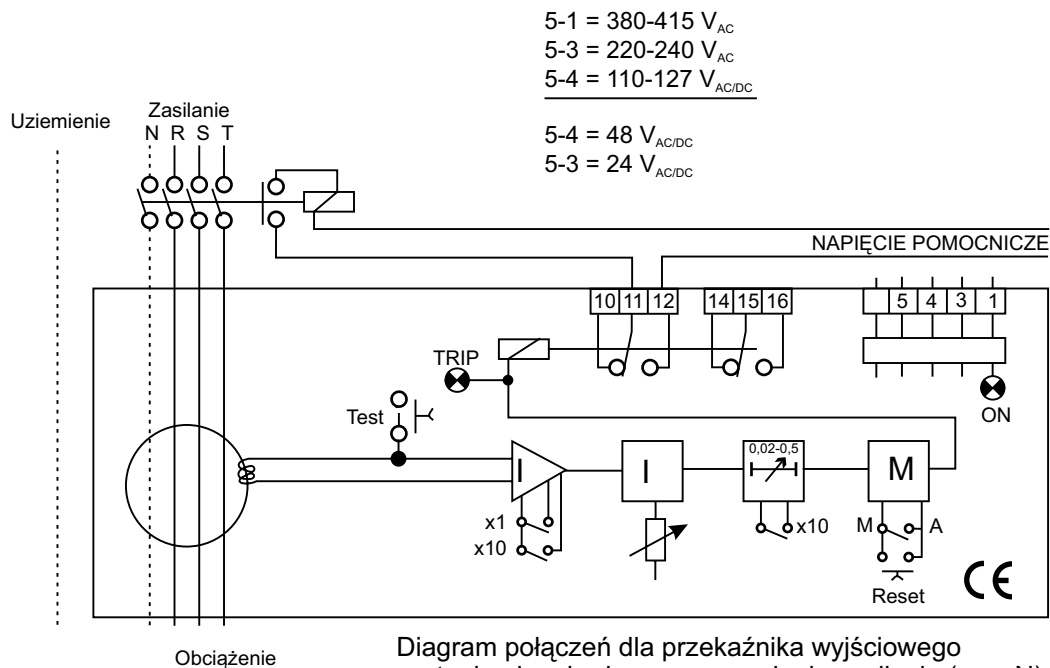 5-1 = 380-415 VAC
5-3 = 220-240 VAC
5-4 = 110-127 VAC/DC
5-4 = 48 VAC/DC
5-3 = 24 VAC/DC
Uziemienie
Zasilanie
N R S T
NAPIĘCIE POMOCNICZE
10 11 12 14 15 16 5 4 3 1
TRIP
ON
Test
I I 0,02-0,5 M
x1
x10
x10
M A
Reset
CE
Obciążenie
Diagram połączeń dla przekaźnika wyjściowego